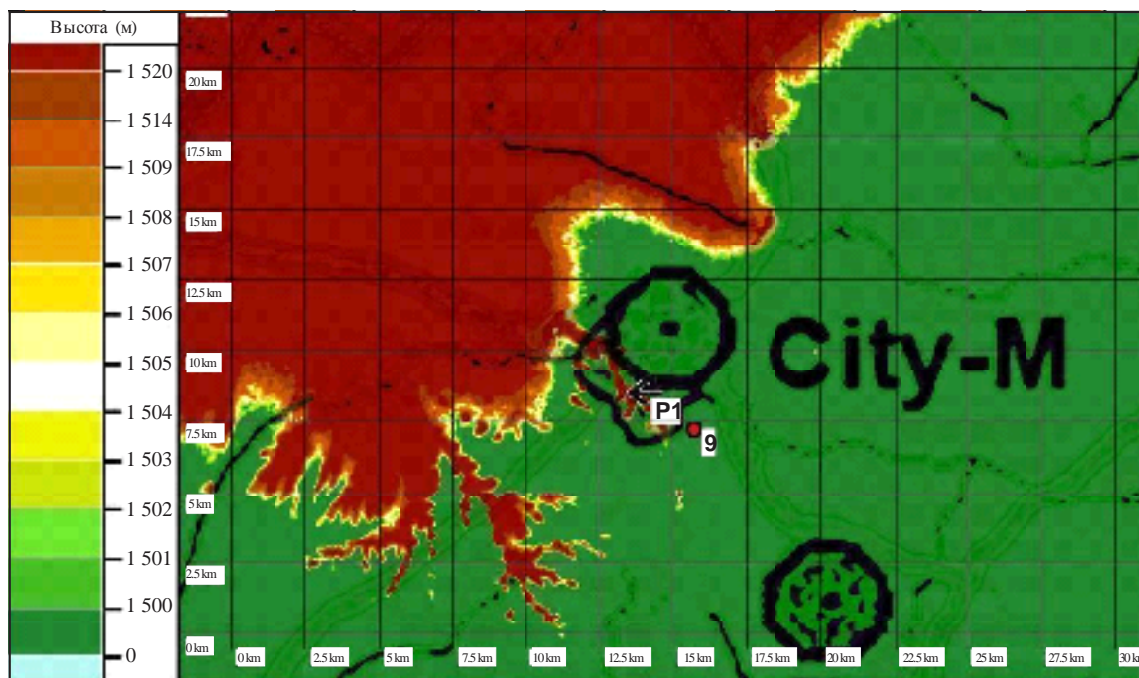 Высота (м)
1 520
1 514
1 509
1 508
1 507
1 506
1 505
1 504
1 503
1 502
1 501
1 500
0
20 km
17.5 km
15 km
12.5 km
10 km
7.5 km
5 km
2.5 km
0 km
City-M
P1
9
0 km
2.5 km
5 km
7.5 km
10 km
12.5 km
15 km
17.5 km
20 km
22.5 km
25 km
27.5 km
30 km